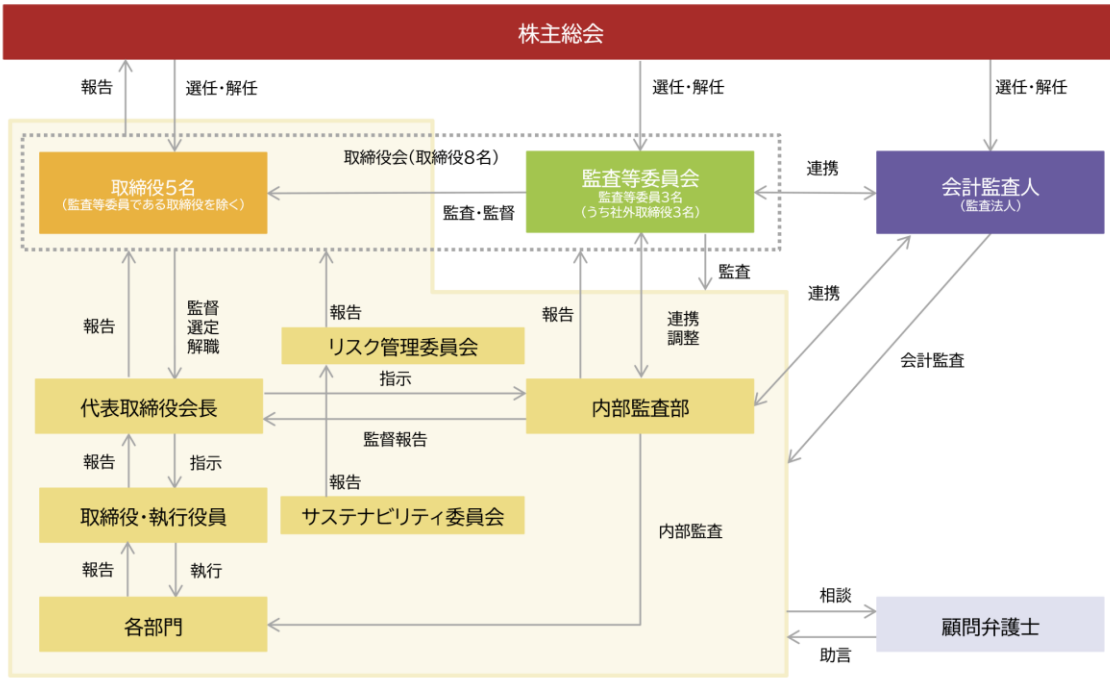 株主総会
報告
選任・解任
選任・解任
選任・解任
取締役会(取締役8名)
取締役5名
(監査等委員である取締役を除く)
監査・監督
監査等委員会
監査等委員3名
(うち社外取締役3名)
連携
会計監査人
(監査法人)
報告
監督
選定
解職
報告
リスク管理委員会
報告
連携
調整
監査
連携
会計監査
代表取締役会長
指示
監督報告
内部監査部
報告
指示
報告
取締役・執行役員
サステナビリティ委員会
内部監査
報告
執行
各部門
相談
助言
顧問弁護士